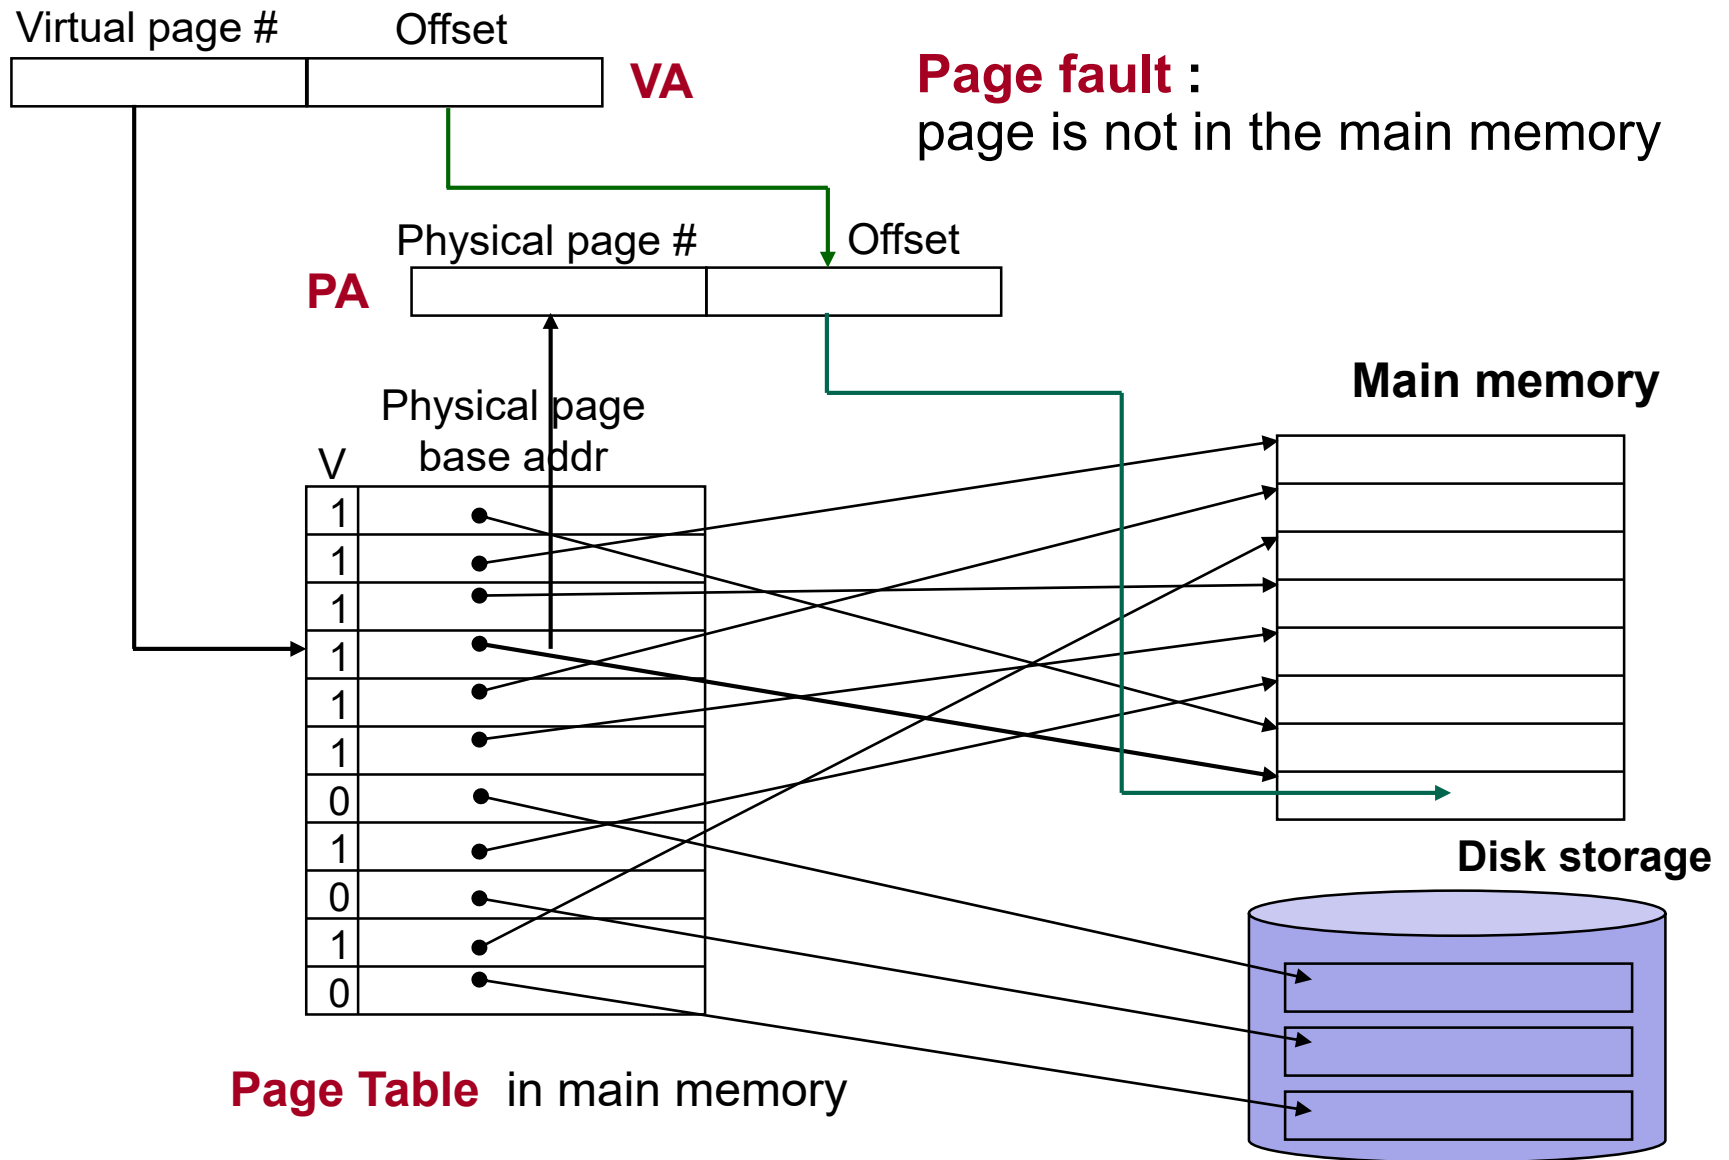 Virtual page # Offset
VA
Page fault :
page is not in the main memory
Physical page # Offset
PA
Main memory
Physical page
base addr
V
1
1
1
1
1
1
0
1
0
1
0
Disk storage
Page Table in main memory